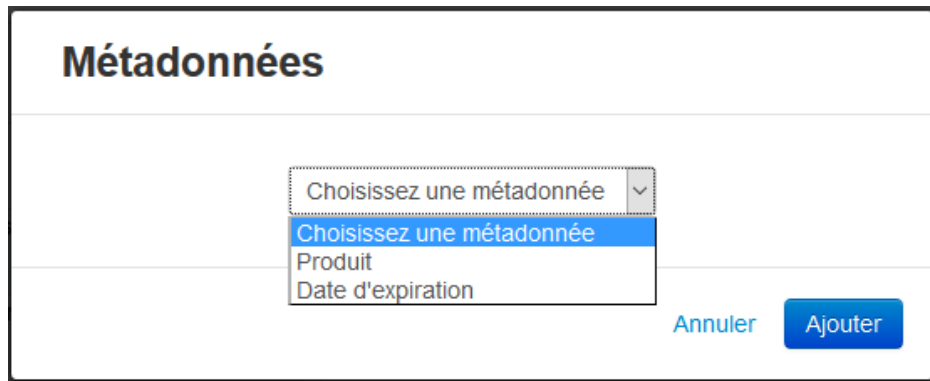 Métadonnées
Choisissez une métadonnée
Choisissez une métadonnée
Produit
Date d'expiration
Annuler Ajouter